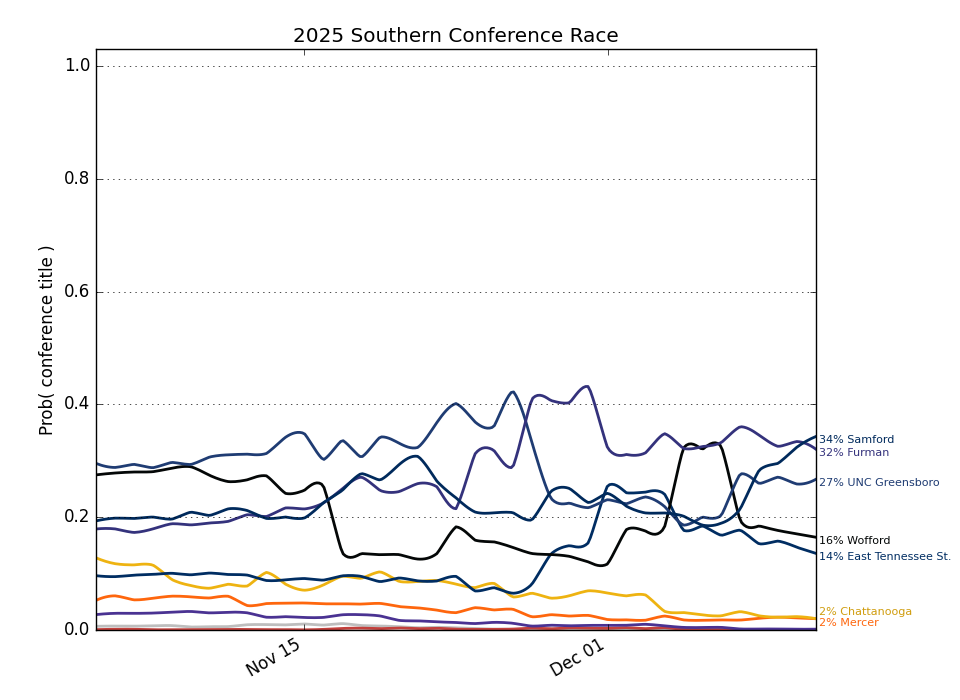 2025 Southern Conference Race
Prob( conference title )
1.0
0.8
0.6
0.4
0.2
0.0
Nov 15
Dec 01
34% Samford
32% Furman
27% UNC Greensboro
16% Wofford
14% East Tennessee St.
2% Chattanooga
2% Mercer